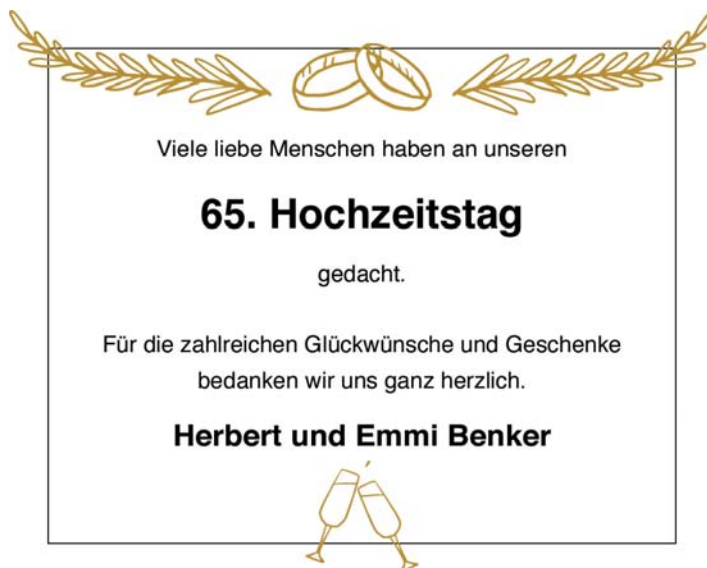 Viele liebe Menschen haben an unseren
65. Hochzeitstag
gedacht.
Für die zahlreichen Glückwünsche und Geschenke
bedanken wir uns ganz herzlich.
Herbert und Emmi Benker